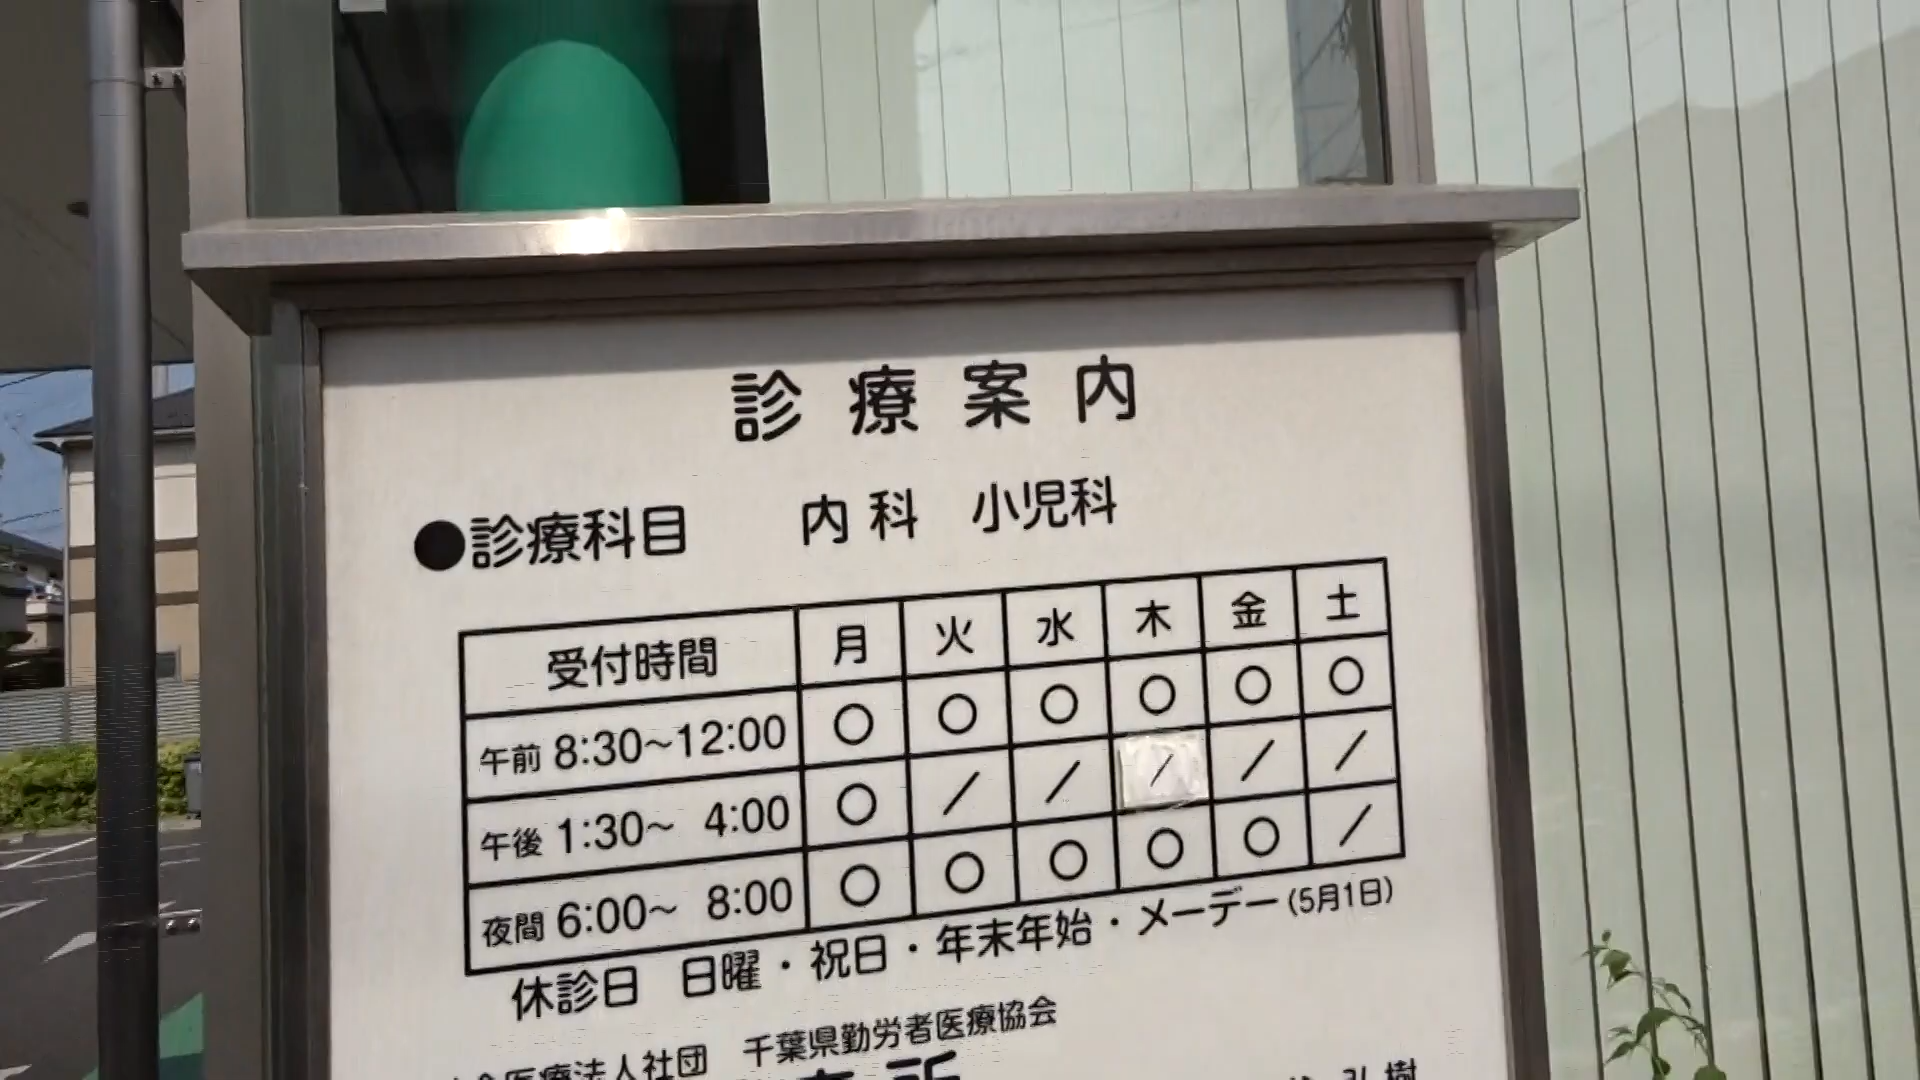 診療案内
●診療科目 内科 小児科
受付時間 月 火 水 木 金 土
午前 8:30~12:00 ○ ○ ○ ○ ○ ○
午後 1:30~ 4:00 ○ / / / / /
夜間 6:00~ 8:00 ○ ○ ○ ○ ○ /
休診日 日曜・祝日・年末年始・メーデー(5月1日)
医療法人社団 千葉県勤労者医療協会